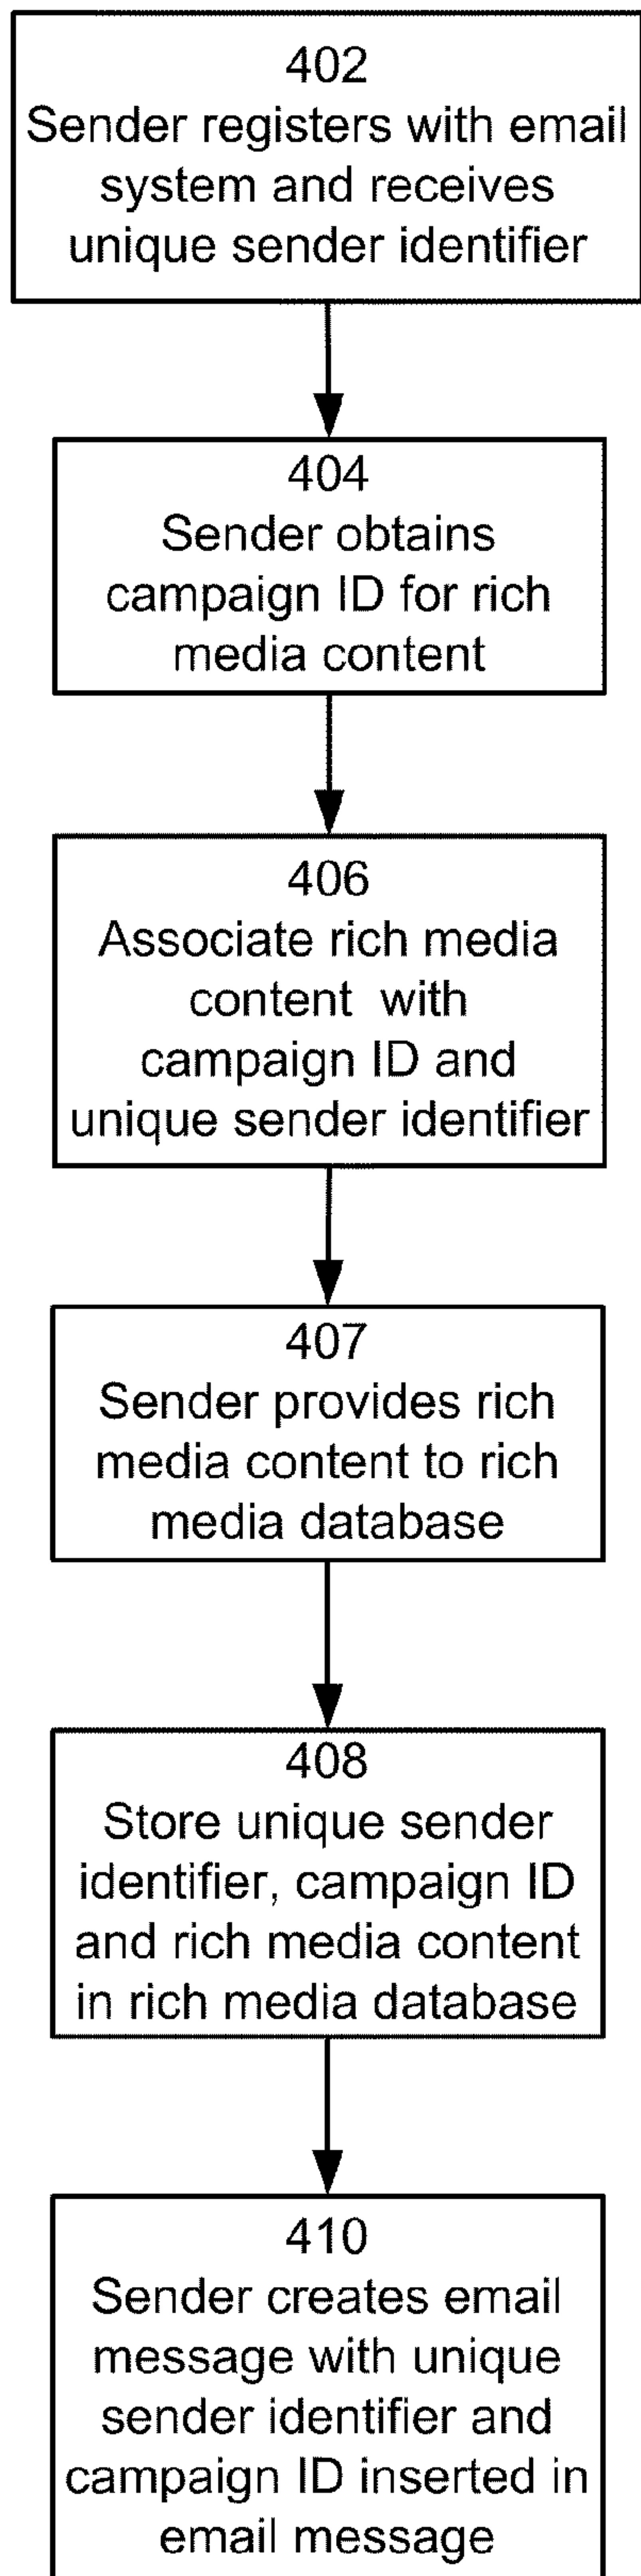 402
Sender registers with email
system and receives
unique sender identifier
404
Sender obtains
campaign ID for rich
media content
406
Associate rich media
content with
campaign ID and
unique sender identifier
407
Sender provides rich
media content to rich
media database
408
Store unique sender
identifier, campaign ID
and rich media content
in rich media database
410
Sender creates email
message with unique
sender identifier and
campaign ID inserted in
email message